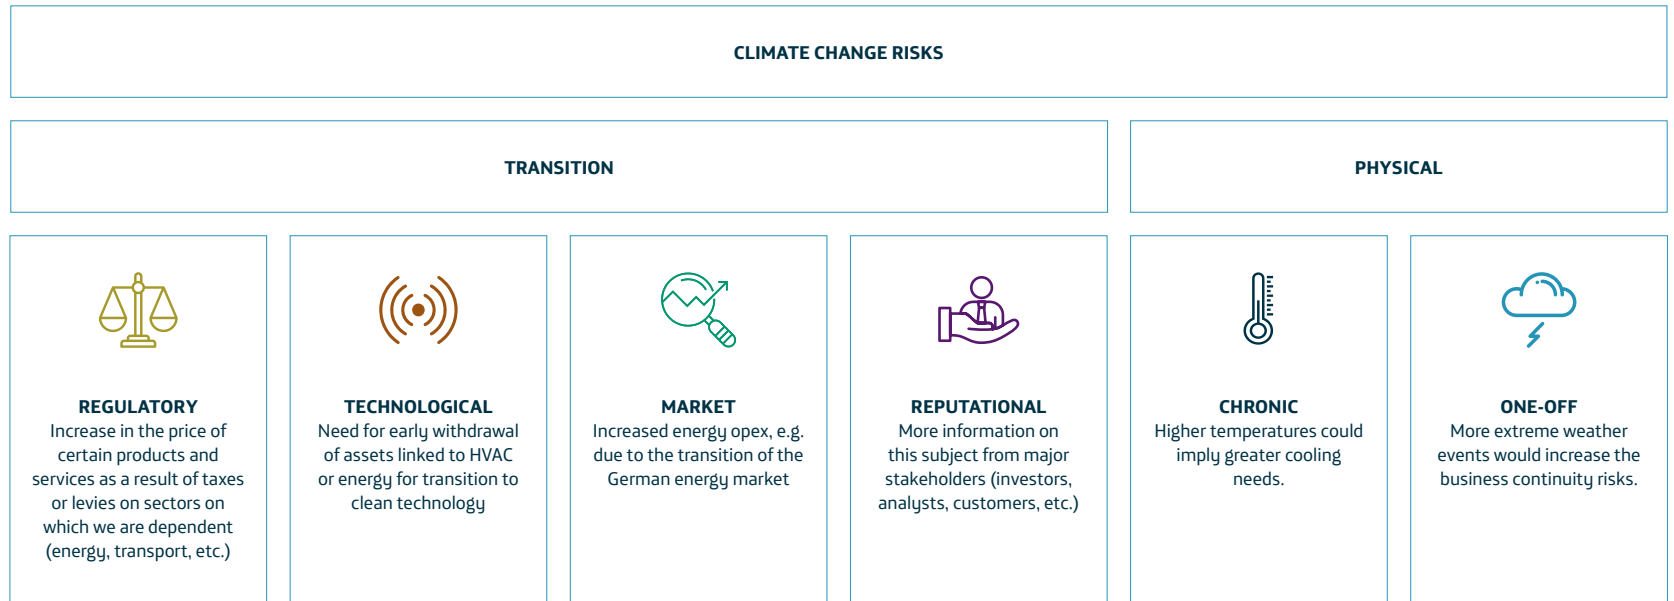 CLIMATE CHANGE RISKS
TRANSITION
PHYSICAL
REGULATORY
Increase in the price of
certain products and
services as a result of taxes
or levies on sectors on
which we are dependent
(energy, transport, etc.)
TECHNOLOGICAL
Need for early withdrawal
of assets linked to HVAC
or energy for transition to
clean technology
MARKET
Increased energy opex, e.g.
due to the transition of the
German energy market
REPUTATIONAL
More information on
this subject from major
stakeholders (investors,
analysts, customers, etc.)
CHRONIC
Higher temperatures could
imply greater cooling
needs.
ONE-OFF
More extreme weather
events would increase the
business continuity risks.